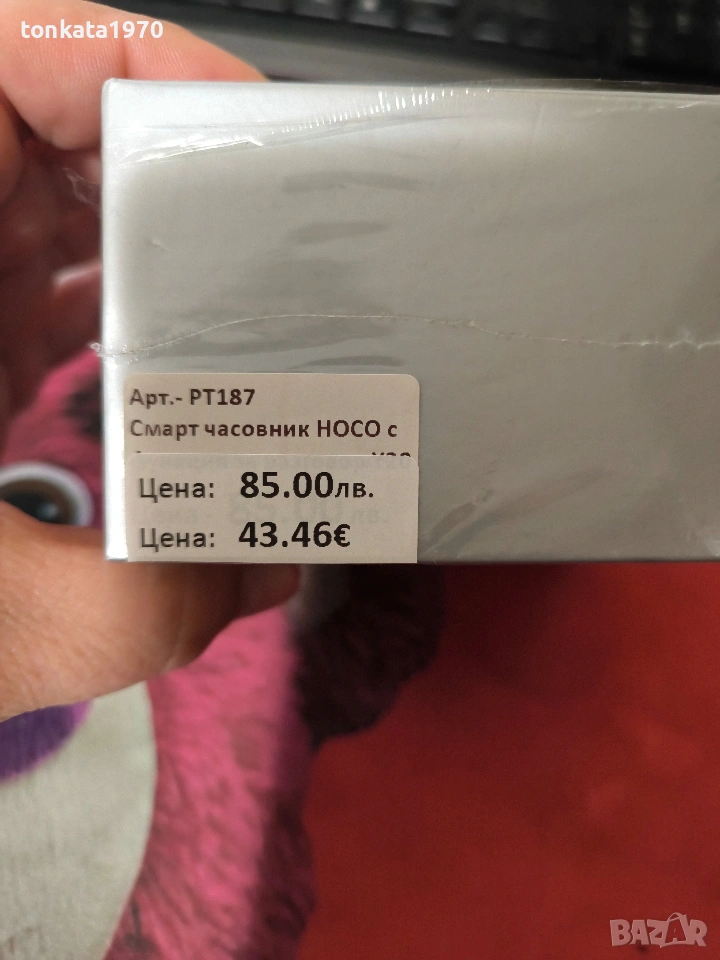 tonkata1970
Арт.- PT187
Смарт часовник HOCO с
Цена: 85.00лв.
Цена: 43.46€
BAZAR